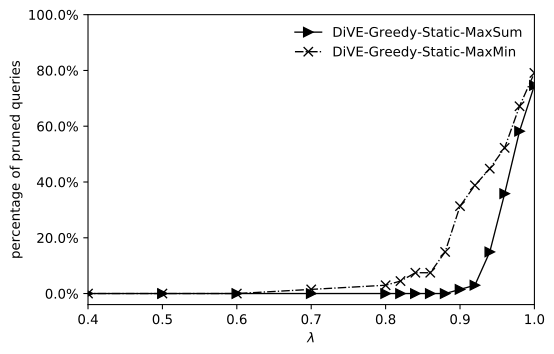 100.0%
80.0%
60.0%
40.0%
20.0%
0.0%
percentage of pruned queries
DiVE-Greedy-Static-MaxSum
DiVE-Greedy-Static-MaxMin
0.4 0.5 0.6 0.7 0.8 0.9 1.0
λ